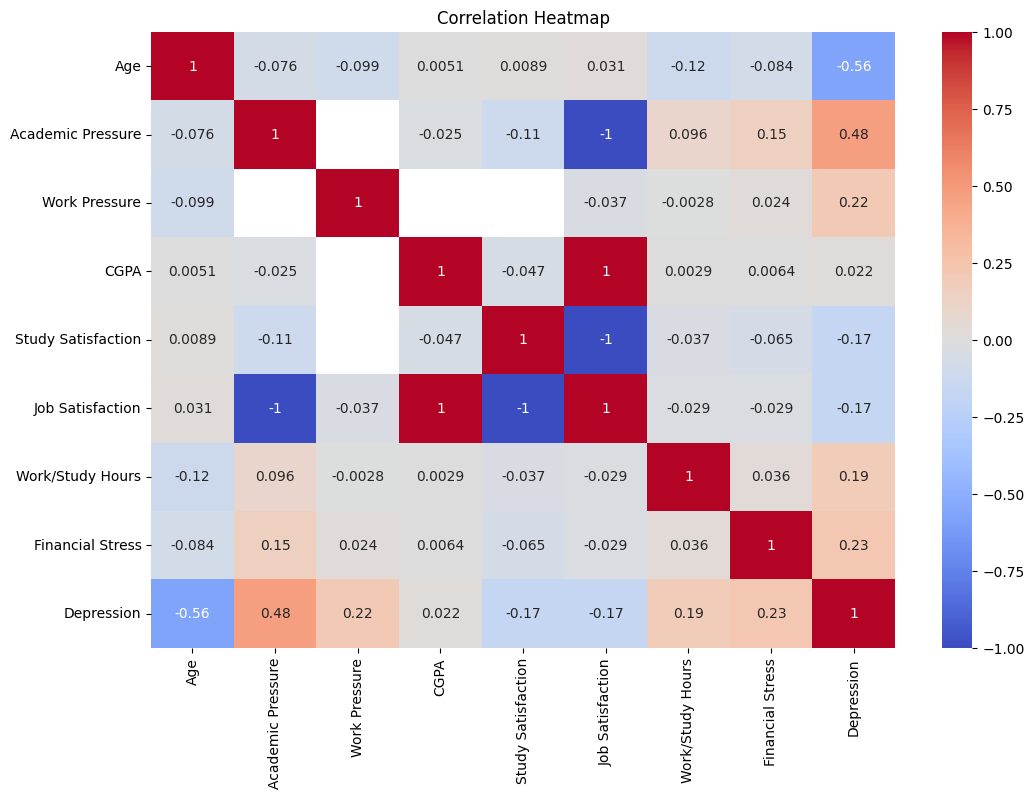 Correlation Heatmap
Age 1 -0.076 -0.099 0.0051 0.0089 0.031 -0.12 -0.084 -0.56
Academic Pressure -0.076 1 -0.025 -0.11 -1 0.096 0.15 0.48
Work Pressure -0.099 1 -0.037 -0.0028 0.024 0.22
CGPA 0.0051 -0.025 1 -0.047 1 0.0029 0.0064 0.022
Study Satisfaction 0.0089 -0.11 -0.047 1 -1 -0.037 -0.065 -0.17
Job Satisfaction 0.031 -1 -0.037 1 -1 1 -0.029 -0.029 -0.17
Work/Study Hours -0.12 0.096 -0.0028 0.0029 -0.037 -0.029 1 0.036 0.19
Financial Stress -0.084 0.15 0.024 0.0064 -0.065 -0.029 0.036 1 0.23
Depression -0.56 0.48 0.22 0.022 -0.17 -0.17 0.19 0.23 1
Age
Academic Pressure
Work Pressure
CGPA
Study Satisfaction
Job Satisfaction
Work/Study Hours
Financial Stress
Depression
1.00
0.75
0.50
0.25
0.00
−0.25
−0.50
−0.75
−1.00